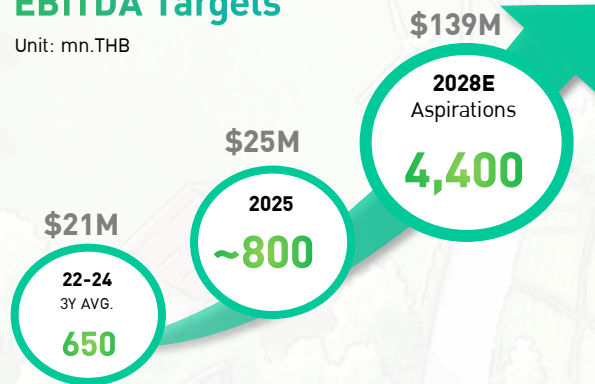 EBITDA Targets
Unit: mn.THB
$139M
2028E
Aspirations
4,400
$25M
2025
~800
$21M
22-24
3Y AVG.
650